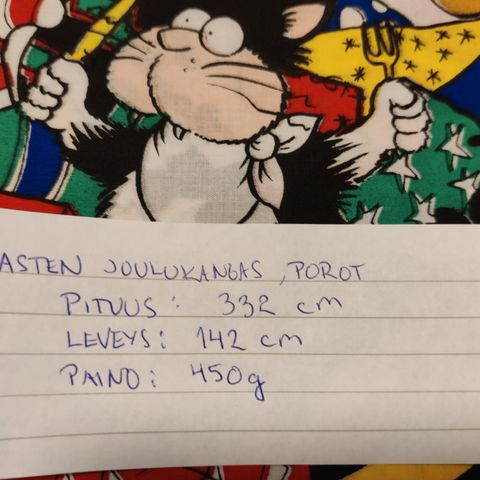 ASTEN JOULUKANGAS, POROT
PITUUS: 332 cm
LEVEYS: 142 cm
PAINO: 450g